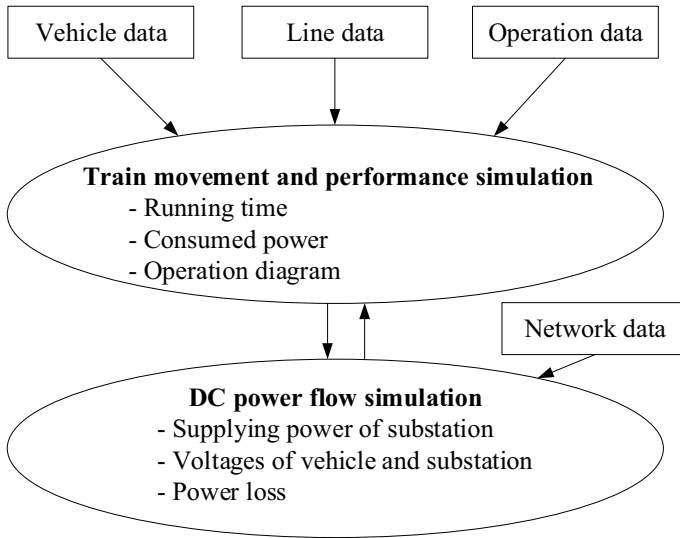 Vehicle data
Line data
Operation data
Train movement and performance simulation
- Running time
- Consumed power
- Operation diagram
Network data
DC power flow simulation
- Supplying power of substation
- Voltages of vehicle and substation
- Power loss